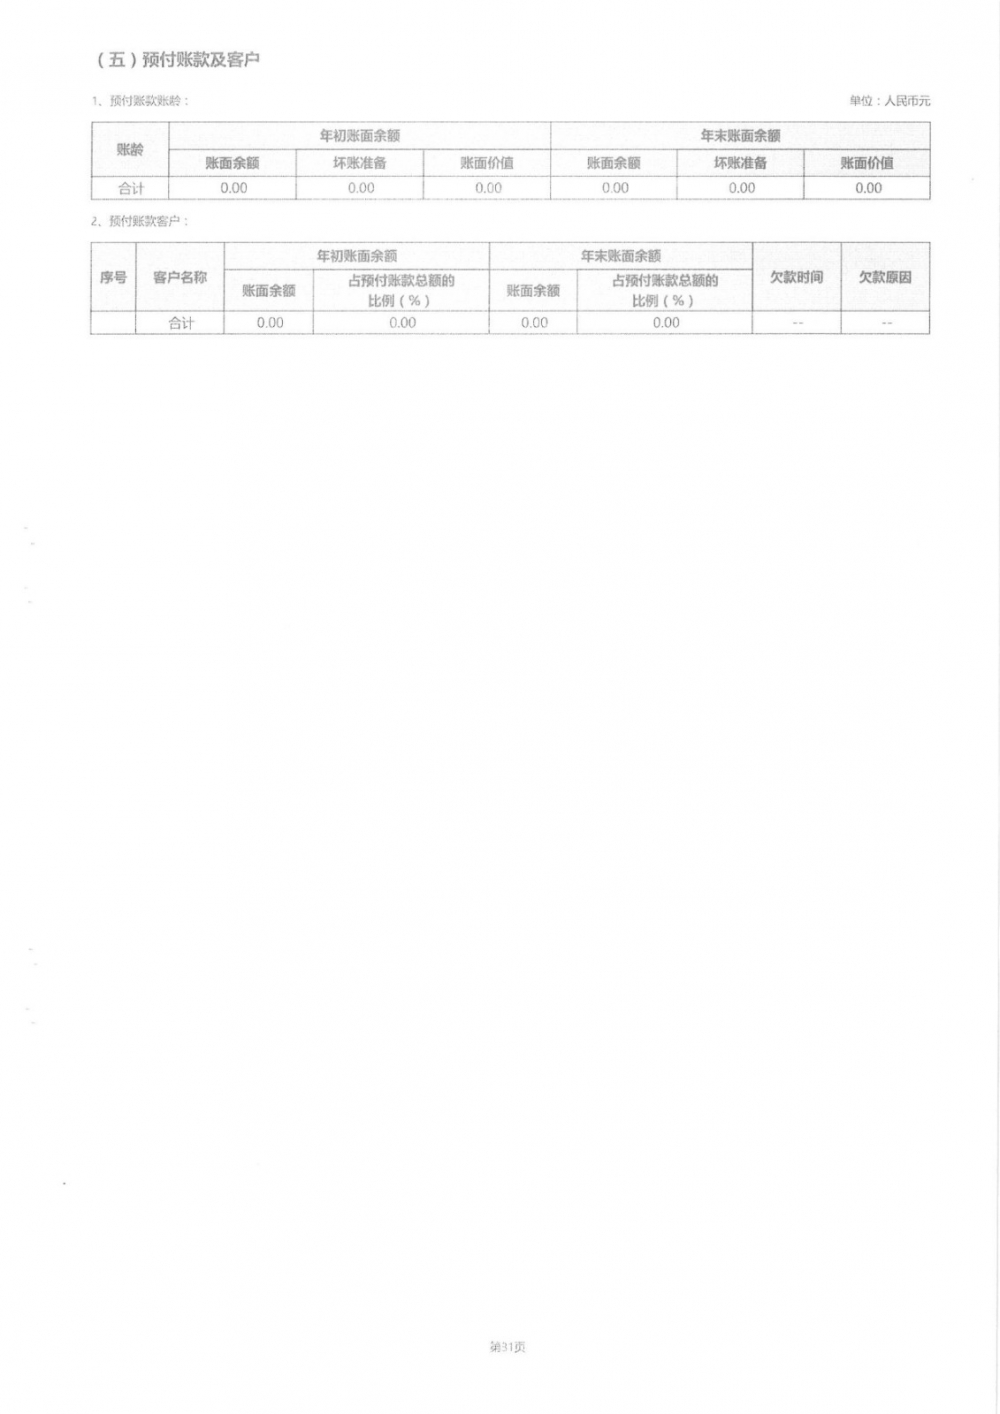 （五）预付账款及客户
1、预付账款账龄：
单位：人民币元
账龄 年初账面余额 年末账面余额
账面余额 坏账准备 账面价值 账面余额 坏账准备 账面价值
合计 0.00 0.00 0.00 0.00 0.00 0.00
2、预付账款客户：
序号 客户名称 年初账面余额 年末账面余额 欠款时间 欠款原因
账面余额 占预付账款总额的 账面余额 占预付账款总额的
比例（%） 比例（%）
合计 0.00 0.00 0.00 0.00 -- --
第31页